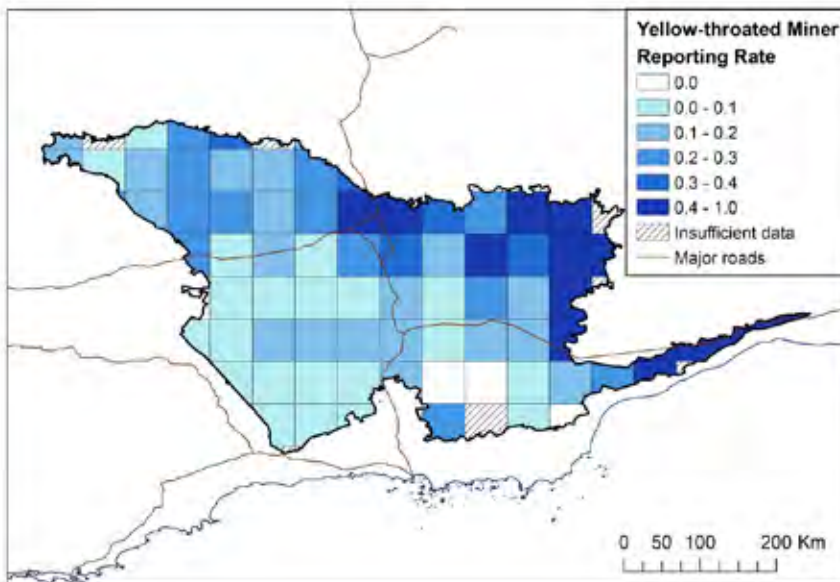 Yellow-throated Miner
Reporting Rate
0.0
0.0 - 0.1
0.1 - 0.2
0.2 - 0.3
0.3 - 0.4
0.4 - 1.0
Insufficient data
Major roads
0 50 100 200 Km